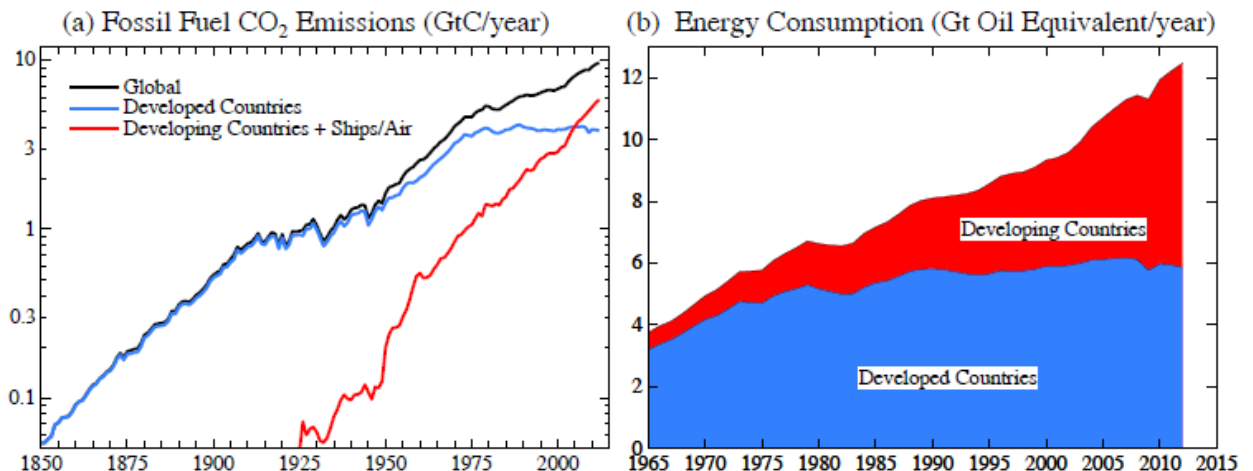 (a) Fossil Fuel CO₂ Emissions (GtC/year)
10
3
1
0.3
0.1
Global
Developed Countries
Developing Countries + Ships/Air
1850 1875 1900 1925 1950 1975 2000
(b) Energy Consumption (Gt Oil Equivalent/year)
12
10
8
6
4
2
0
Developing Countries
Developed Countries
1965 1970 1975 1980 1985 1990 1995 2000 2005 2010 2015